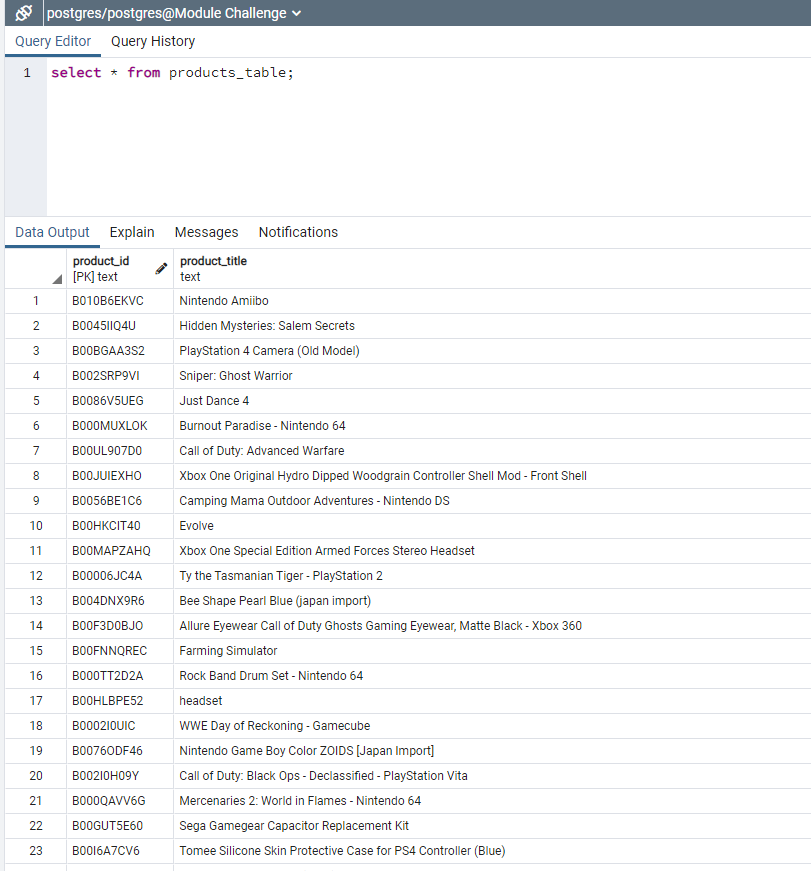 postgres/postgres@Module Challenge
Query Editor Query History
1 select * from products_table;
Data Output Explain Messages Notifications
product_id product_title
[PK] text text
1 B010B6EKVC Nintendo Amiibo
2 B0045IIQ4U Hidden Mysteries: Salem Secrets
3 B00BGAA3S2 PlayStation 4 Camera (Old Model)
4 B002SRP9VI Sniper: Ghost Warrior
5 B0086V5UEG Just Dance 4
6 B000MUXLOK Burnout Paradise - Nintendo 64
7 B00UL907D0 Call of Duty: Advanced Warfare
8 B00JUIEXHO Xbox One Original Hydro Dipped Woodgrain Controller Shell Mod - Front Shell
9 B0056BE1C6 Camping Mama Outdoor Adventures - Nintendo DS
10 B00HKCIT40 Evolve
11 B00MAPZAHQ Xbox One Special Edition Armed Forces Stereo Headset
12 B00006JC4A Ty the Tasmanian Tiger - PlayStation 2
13 B004DNX9R6 Bee Shape Pearl Blue (japan import)
14 B00F3D0BJO Allure Eyewear Call of Duty Ghosts Gaming Eyewear, Matte Black - Xbox 360
15 B00FNNQREC Farming Simulator
16 B000TT2D2A Rock Band Drum Set - Nintendo 64
17 B00HLBPE52 headset
18 B0002I0UIC WWE Day of Reckoning - Gamecube
19 B0076ODF46 Nintendo Game Boy Color ZOIDS [Japan Import]
20 B002I0H09Y Call of Duty: Black Ops - Declassified - PlayStation Vita
21 B000QAVV6G Mercenaries 2: World in Flames - Nintendo 64
22 B00GUT5E60 Sega Gamegear Capacitor Replacement Kit
23 B00I6A7CV6 Tomee Silicone Skin Protective Case for PS4 Controller (Blue)